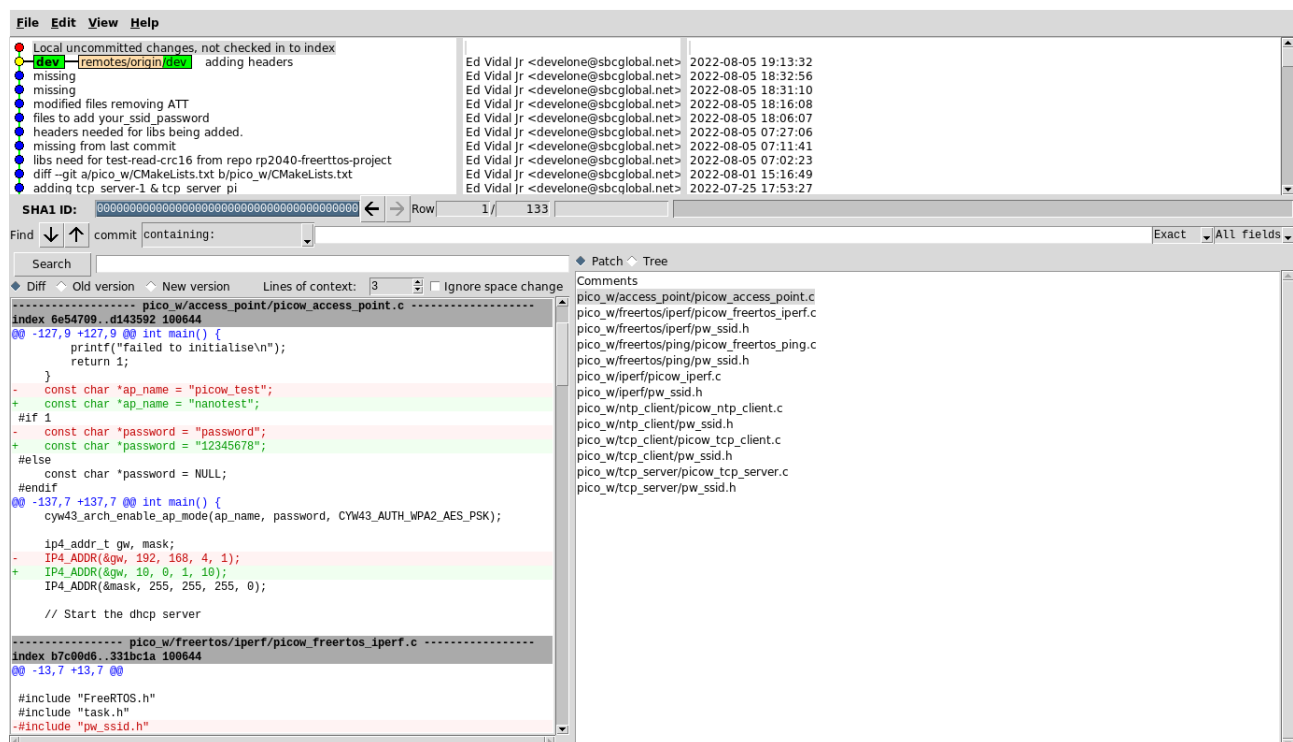 File Edit View Help
Local uncommitted changes, not checked in to index
dev remotes/origin/dev adding headers Ed Vidal Jr <develone@sbcglobal.net> 2022-08-05 19:13:32
missing Ed Vidal Jr <develone@sbcglobal.net> 2022-08-05 18:32:56
missing Ed Vidal Jr <develone@sbcglobal.net> 2022-08-05 18:31:10
modified files removing ATT Ed Vidal Jr <develone@sbcglobal.net> 2022-08-05 18:16:08
files to add your_ssid_password Ed Vidal Jr <develone@sbcglobal.net> 2022-08-05 18:06:07
headers needed for libs being added. Ed Vidal Jr <develone@sbcglobal.net> 2022-08-05 07:27:06
missing from last commit Ed Vidal Jr <develone@sbcglobal.net> 2022-08-05 07:11:41
libs need for test-read-crc16 from repo rp2040-freerttos-project Ed Vidal Jr <develone@sbcglobal.net> 2022-08-05 07:02:23
diff --git a/pico_w/CMakeLists.txt b/pico_w/CMakeLists.txt Ed Vidal Jr <develone@sbcglobal.net> 2022-08-01 15:16:49
adding tcp_server-1 & tcp_server_pi Ed Vidal Jr <develone@sbcglobal.net> 2022-07-25 17:53:27
SHA1 ID: 0000000000000000000000000000000000000000 Row 1/ 133
Find commit containing: Exact All fields
Search
Diff Old version New version Lines of context: 3 Ignore space change
------------------- pico_w/access_point/picow_access_point.c -------------------
index 6e54709..d143592 100644
@@ -127,9 +127,9 @@ int main() {
printf("failed to initialise\n");
return 1;
}
- const char *ap_name = "picow_test";
+ const char *ap_name = "nanotest";
#if 1
- const char *password = "password";
+ const char *password = "12345678";
#else
const char *password = NULL;
#endif
@@ -137,7 +137,7 @@ int main() {
cyw43_arch_enable_ap_mode(ap_name, password, CYW43_AUTH_WPA2_AES_PSK);
ip4_addr_t gw, mask;
- IP4_ADDR(&gw, 192, 168, 4, 1);
+ IP4_ADDR(&gw, 10, 0, 1, 10);
IP4_ADDR(&mask, 255, 255, 255, 0);
// Start the dhcp server
----------------- pico_w/freertos/iperf/picow_freertos_iperf.c -----------------
index b7c00d6..331bc1a 100644
@@ -13,7 +13,7 @@
#include "FreeRTOS.h"
#include "task.h"
-#include "pw_ssid.h"
Patch Tree
Comments
pico_w/access_point/picow_access_point.c
pico_w/freertos/iperf/picow_freertos_iperf.c
pico_w/freertos/iperf/pw_ssid.h
pico_w/freertos/ping/picow_freertos_ping.c
pico_w/freertos/ping/pw_ssid.h
pico_w/iperf/picow_iperf.c
pico_w/iperf/pw_ssid.h
pico_w/ntp_client/picow_ntp_client.c
pico_w/ntp_client/pw_ssid.h
pico_w/tcp_client/picow_tcp_client.c
pico_w/tcp_client/pw_ssid.h
pico_w/tcp_server/picow_tcp_server.c
pico_w/tcp_server/pw_ssid.h